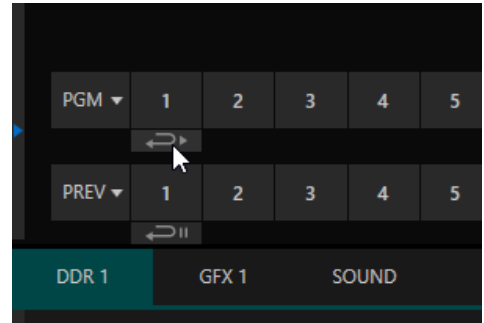 PGM 1 2 3 4 5
PREV 1 2 3 4 5
DDR 1 GFX 1 SOUND